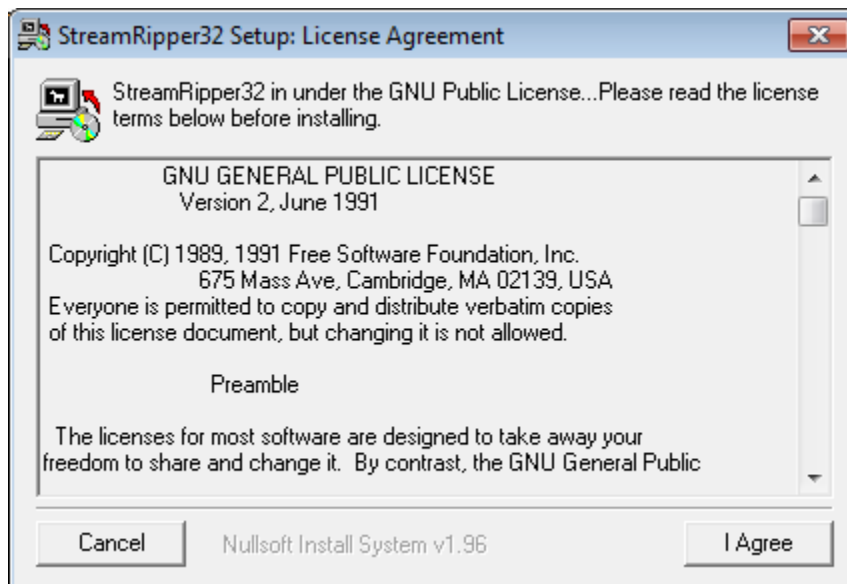 StreamRipper32 Setup: License Agreement
StreamRipper32 in under the GNU Public License...Please read the license
terms below before installing.
GNU GENERAL PUBLIC LICENSE
Version 2, June 1991
Copyright (C) 1989, 1991 Free Software Foundation, Inc.
675 Mass Ave, Cambridge, MA 02139, USA
Everyone is permitted to copy and distribute verbatim copies
of this license document, but changing it is not allowed.
Preamble
The licenses for most software are designed to take away your
freedom to share and change it.  By contrast, the GNU General Public
Cancel
Nullsoft Install System v1.96
I Agree